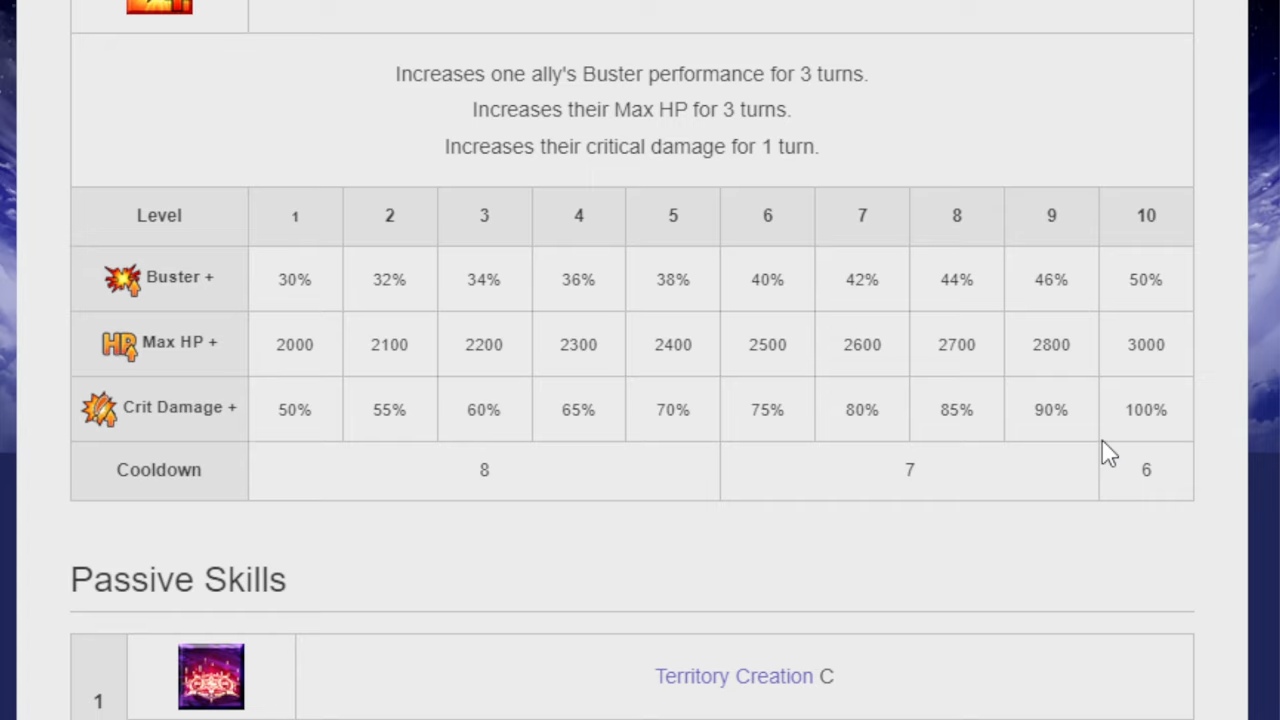 Increases one ally's Buster performance for 3 turns.
Increases their Max HP for 3 turns.
Increases their critical damage for 1 turn.
Level 1 2 3 4 5 6 7 8 9 10
Buster + 30% 32% 34% 36% 38% 40% 42% 44% 46% 50%
HP Max HP + 2000 2100 2200 2300 2400 2500 2600 2700 2800 3000
Crit Damage + 50% 55% 60% 65% 70% 75% 80% 85% 90% 100%
Cooldown 8 7 6
Passive Skills
1 Territory Creation C